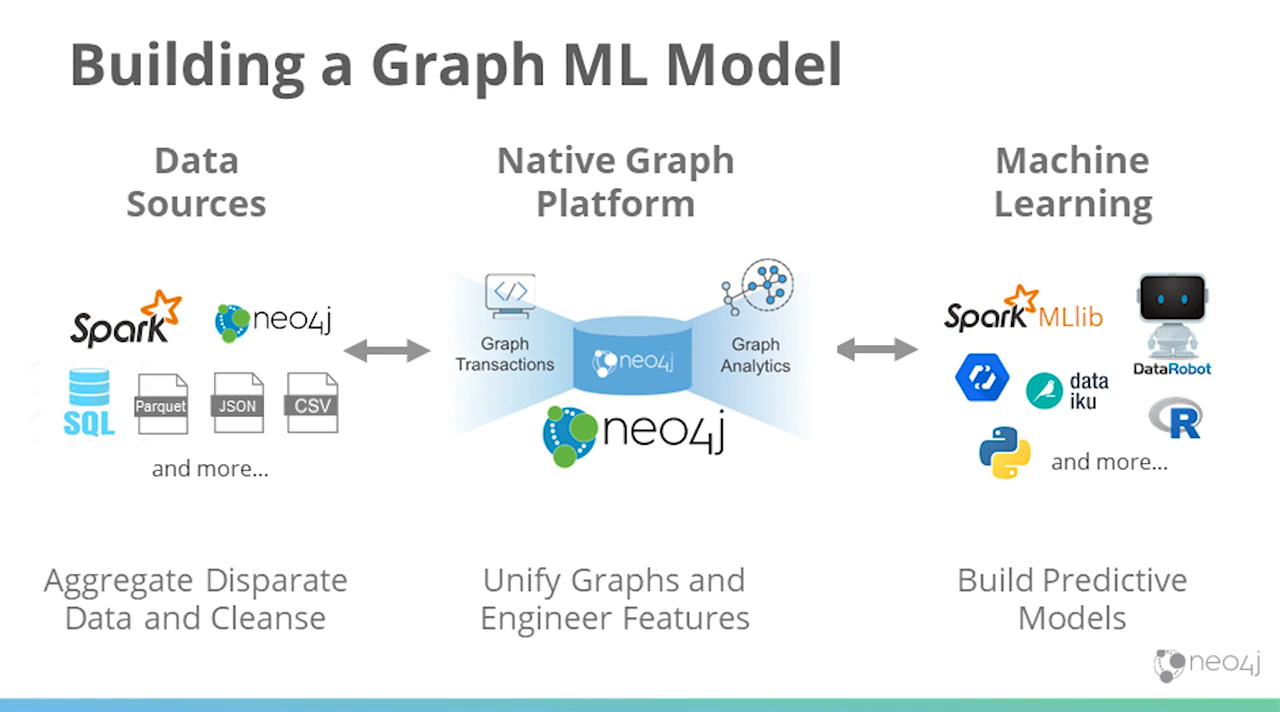 Building a Graph ML Model
Data
Sources
Native Graph
Platform
Machine
Learning
Spark
neo4j
SQL
Parquet
JSON
CSV
and more...
Graph
Transactions
neo4j
Graph
Analytics
neo4j
Spark MLlib
DataRobot
data
iku
R
and more...
Aggregate Disparate
Data and Cleanse
Unify Graphs and
Engineer Features
Build Predictive
Models
neo4j